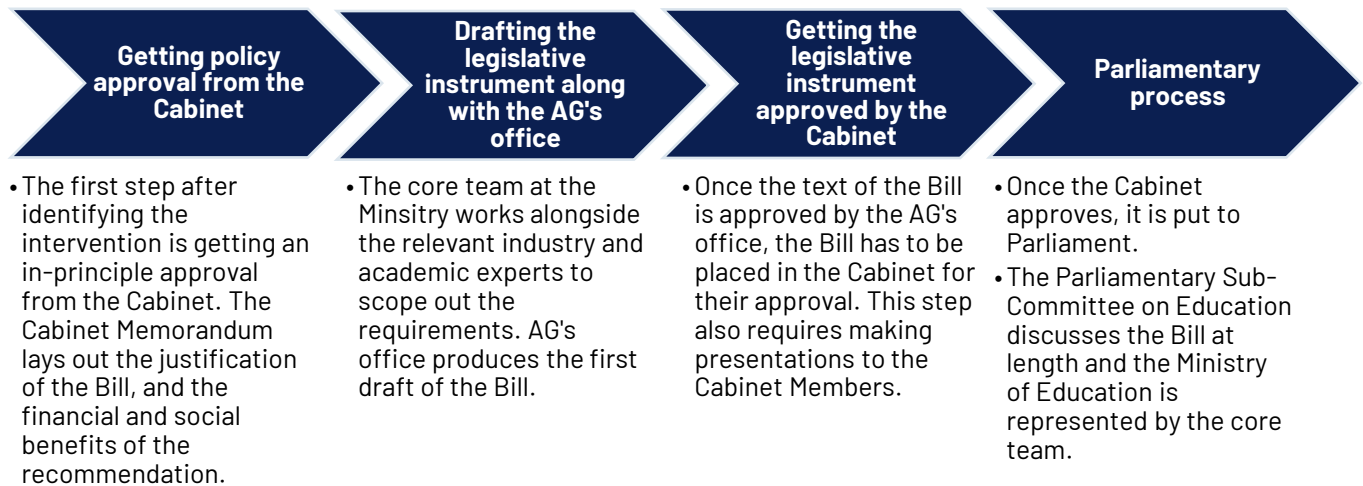 Getting policy
approval from the
Cabinet
Drafting the
legislative
instrument along
with the AG's
office
Getting the
legislative
instrument
approved by the
Cabinet
Parliamentary
process
• The first step after
identifying the
intervention is getting an
in-principle approval
from the Cabinet. The
Cabinet Memorandum
lays out the justification
of the Bill, and the
financial and social
benefits of the
recommendation.
• The core team at the
Minsitry works alongside
the relevant industry and
academic experts to
scope out the
requirements. AG's
office produces the first
draft of the Bill.
• Once the text of the Bill
is approved by the AG's
office, the Bill has to be
placed in the Cabinet for
their approval. This step
also requires making
presentations to the
Cabinet Members.
• Once the Cabinet
approves, it is put to
Parliament.
• The Parliamentary Sub-
Committee on Education
discusses the Bill at
length and the Ministry
of Education is
represented by the core
team.